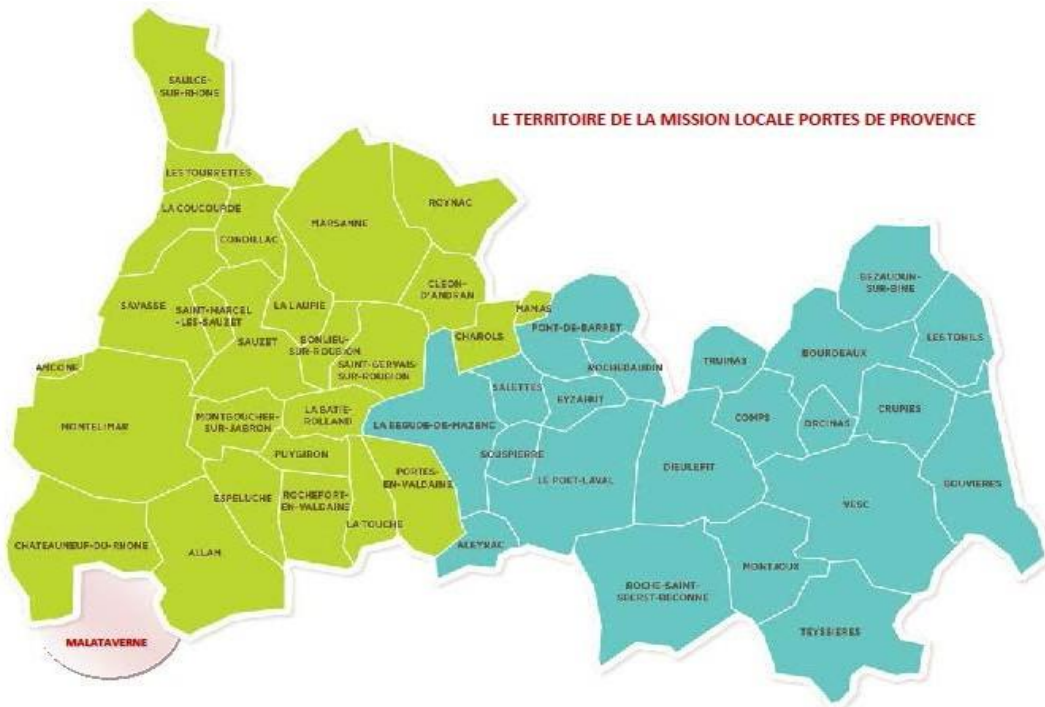 SAULCE-
SUR-RHONE
LE TERRITOIRE DE LA MISSION LOCALE PORTES DE PROVENCE
LES TOURRETTES
LA COUCOURDE
CONDILLAC
MARSANNE
ROYNAC
SAVASSE
SAINT-MARCEL
-LES-SAUZET
SAUZET
LA LAUPIE
CLEON-
D'ANDRAN
BONLIEU-
SUR-ROUBION
SAINT-GERVAIS-
SUR-ROUBION
CHAROLS
MANAS
PONT-DE-BARRET
ROCHEBAUDIN
BEZAUDUN-
SUR-BINE
LES TONILS
BOURDEAUX
TRUINAS
ANCONE
MONTELIMAR
MONTBOUCHER-
SUR-JABRON
LA BATIE-
ROLLAND
LA BEGUDE-DE-MAZENC
SALETTES
EYZAHUT
COMPS
ORCINAS
CRUPIES
PUYGIRON
SOUSPIERRE
LE POET-LAVAL
DIEULEFIT
VESC
BOUVIERES
ESPELUCHE
ROCHEFORT-
EN-VALDAINE
LA TOUCHE
PORTES-
EN-VALDAINE
CHATEAUNEUF-DU-RHONE
ALLAN
ALEYRAC
ROCHE-SAINT-
SECRET-BECONNE
MONTJOUX
TEYSSIERES
MALATAVERNE